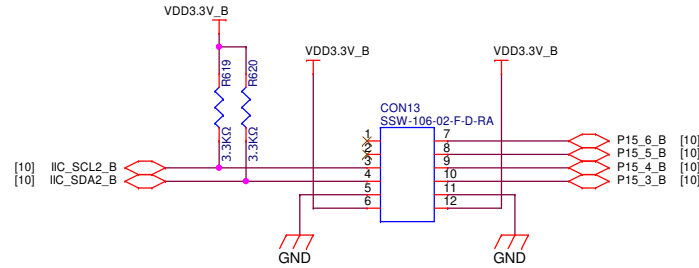 VDD3.3V_B
VDD3.3V_B
VDD3.3V_B
R619
R620
3.3KΩ
3.3KΩ
CON13
SSW-106-02-F-D-RA
1
2
3
4
5
6
7
8
9
10
11
12
[10] IIC_SCL2_B
[10] IIC_SDA2_B
P15_6_B [10]
P15_5_B [10]
P15_4_B [10]
P15_3_B [10]
GND
GND